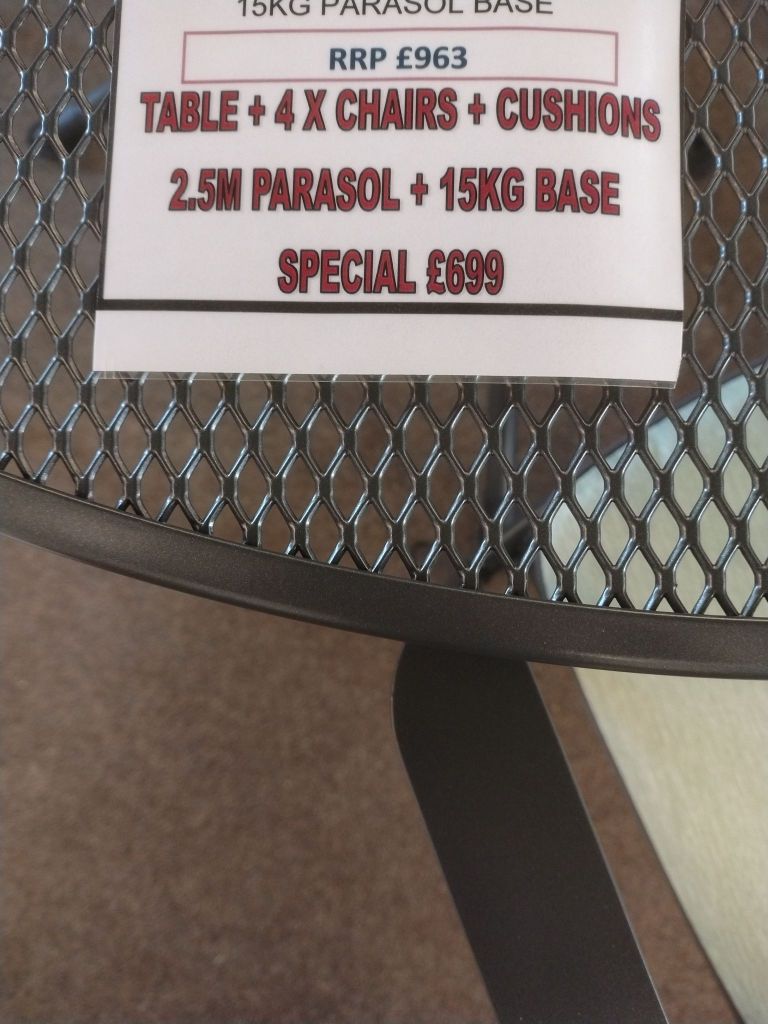 15KG PARASOL BASE
RRP £963
TABLE + 4 X CHAIRS + CUSHIONS
2.5M PARASOL + 15KG BASE
SPECIAL £699